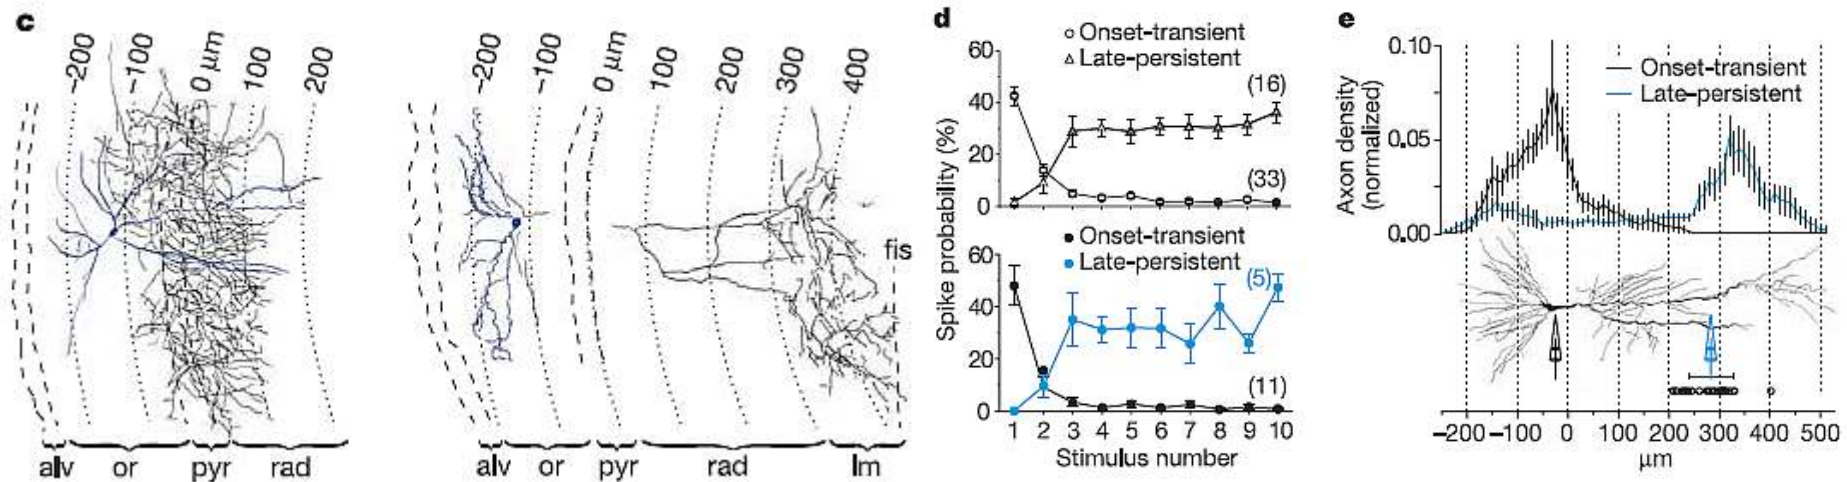 c
-200
-100
0 µm
100
200
alv or pyr rad
-200
-100
0 µm
100
200
300
400
fis
alv or pyr rad lm
d
Onset-transient
Late-persistent
60
40
20
0
(16)
(33)
Spike probability (%)
Onset-transient
Late-persistent
60
40
20
0
(5)
(11)
1 2 3 4 5 6 7 8 9 10
Stimulus number
e
Axon density
(normalized)
0.10
0.05
0.00
Onset-transient
Late-persistent
-200 -100 0 100 200 300 400 500
µm